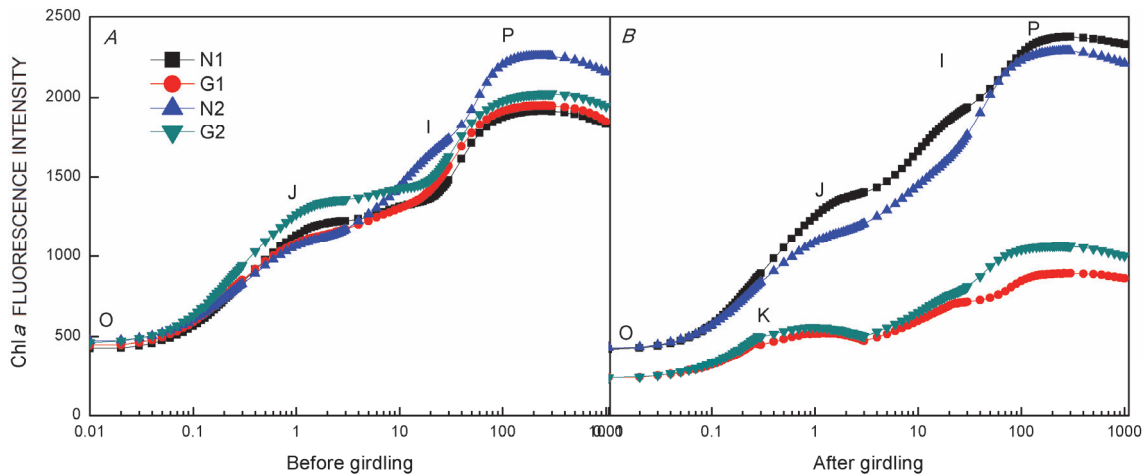 2500
2000
1500
1000
500
0
Chl a FLUORESCENCE INTENSITY
A
N1
G1
N2
G2
O
J
I
P
0.01
0.1
1
10
100
Before girdling
B
O
K
J
I
P
0.1
1
10
100
1000
After girdling